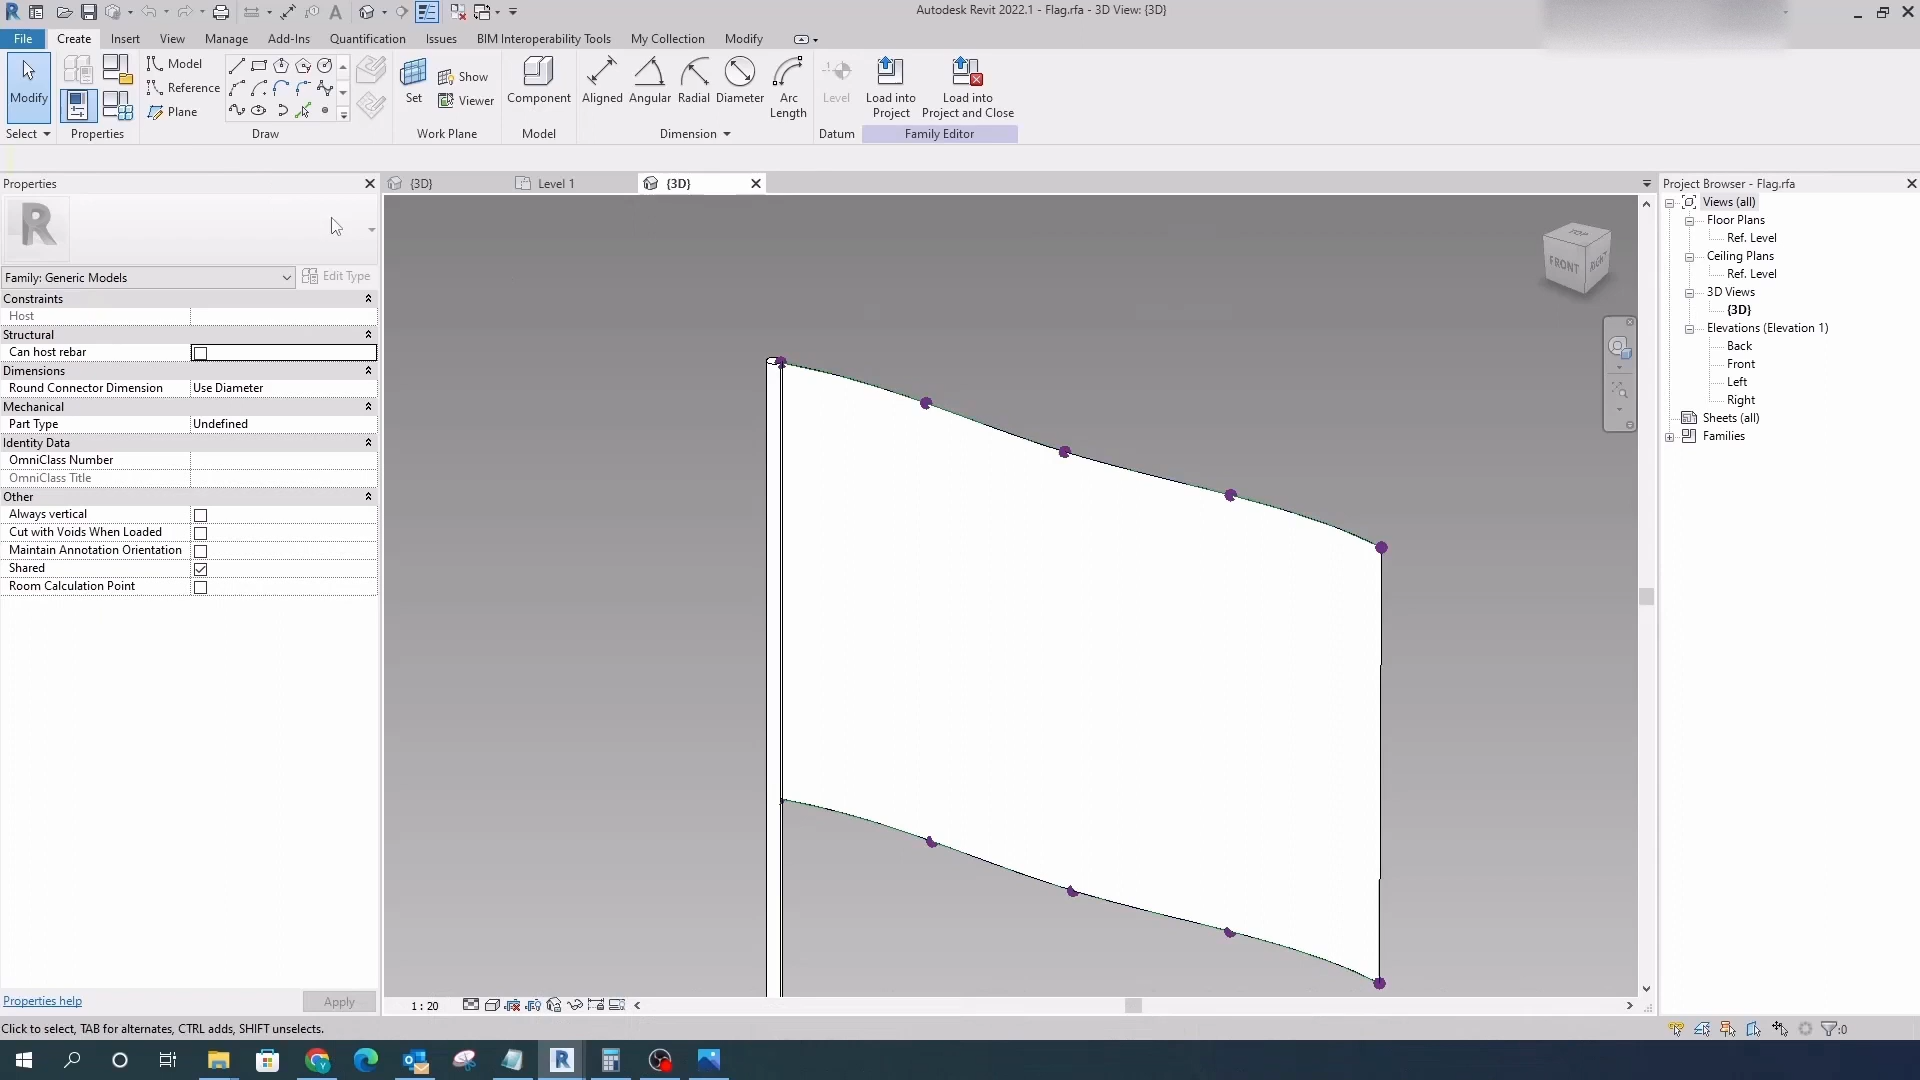 Autodesk Revit 2022.1 - Flag.rfa - 3D View: {3D}
File Create Insert View Manage Add-Ins Quantification Issues BIM Interoperability Tools My Collection Modify
Modify
Model
Reference
Plane
Set
Show
Viewer
Component
Aligned Angular Radial Diameter Arc Length
Level
Load into Project
Load into Project and Close
Select Properties Draw Work Plane Model Dimension Datum Family Editor
Properties
{3D} Level 1 {3D}
Project Browser - Flag.rfa
Family: Generic Models Edit Type
Constraints
Host
Structural
Can host rebar
Dimensions
Round Connector Dimension Use Diameter
Mechanical
Part Type Undefined
Identity Data
OmniClass Number
OmniClass Title
Other
Always vertical
Cut with Voids When Loaded
Maintain Annotation Orientation
Shared
Room Calculation Point
Properties help Apply
TOP
FRONT
RIGHT
Views (all)
Floor Plans
Ref. Level
Ceiling Plans
Ref. Level
3D Views
{3D}
Elevations (Elevation 1)
Back
Front
Left
Right
Sheets (all)
Families
1 : 20
Click to select, TAB for alternates, CTRL adds, SHIFT unselects.
:0